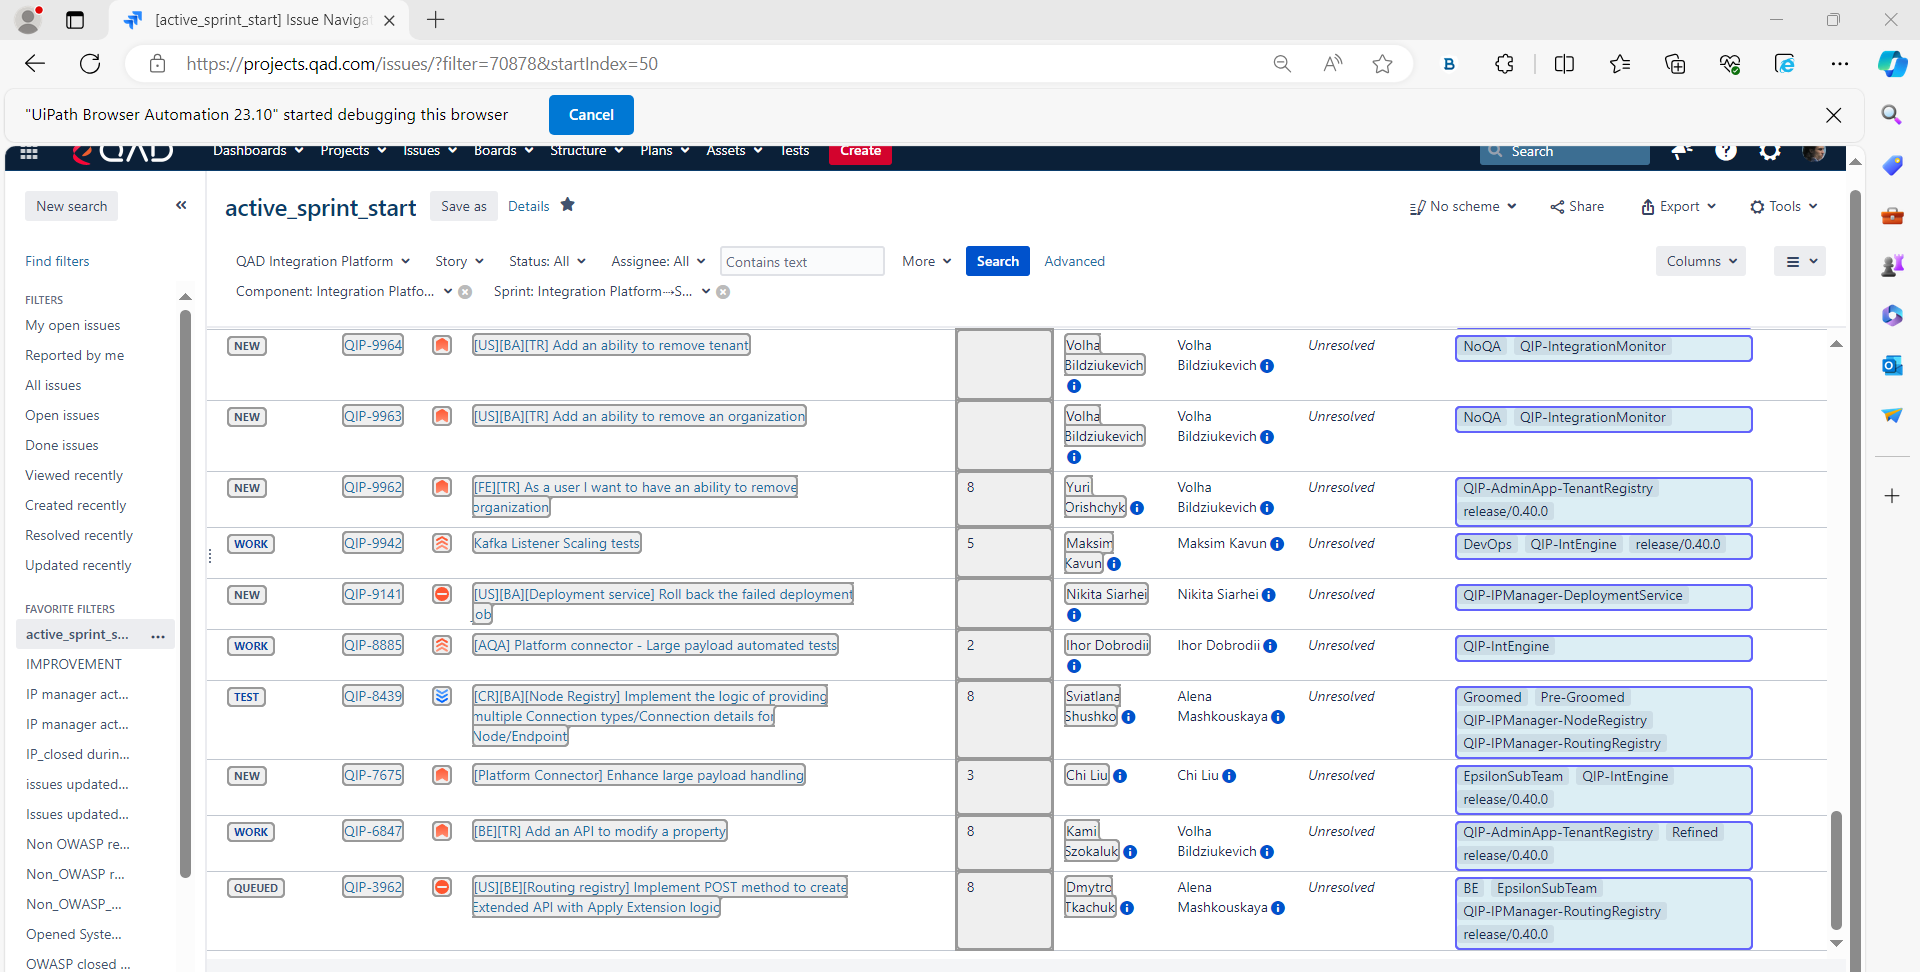 [active_sprint_start] Issue Naviga
https://projects.qad.com/issues/?filter=70878&startIndex=50
"UiPath Browser Automation 23.10" started debugging this browser
Cancel
QAD Dashboards Projects Issues Boards Structure Plans Assets Tests Create Search
New search
active_sprint_start Save as Details
No scheme Share Export Tools
Find filters
QAD Integration Platform Story Status: All Assignee: All Contains text More Search Advanced
Columns
Component: Integration Platfo... Sprint: Integration Platform→S...
FILTERS
My open issues
Reported by me
All issues
Open issues
Done issues
Viewed recently
Created recently
Resolved recently
Updated recently
FAVORITE FILTERS
active_sprint_s... ...
IMPROVEMENT
IP manager act...
IP manager act...
IP_closed durin...
issues updated...
Issues updated...
Non OWASP re...
Non_OWASP r...
Non_OWASP_...
Opened Syste...
OWASP closed ...
NEW QIP-9964 [US][BA][TR] Add an ability to remove tenant Volha Volha Unresolved NoQA QIP-IntegrationMonitor
Bildziukevich Bildziukevich
NEW QIP-9963 [US][BA][TR] Add an ability to remove an organization Volha Volha Unresolved NoQA QIP-IntegrationMonitor
Bildziukevich Bildziukevich
NEW QIP-9962 [FE][TR] As a user I want to have an ability to remove 8 Yuri Volha Unresolved QIP-AdminApp-TenantRegistry
organization Orishchyk Bildziukevich release/0.40.0
WORK QIP-9942 Kafka Listener Scaling tests 5 Maksim Maksim Kavun Unresolved DevOps QIP-IntEngine release/0.40.0
Kavun
NEW QIP-9141 [US][BA][Deployment service] Roll back the failed deployment Nikita Siarhei Nikita Siarhei Unresolved QIP-IPManager-DeploymentService
job
WORK QIP-8885 [AQA] Platform connector - Large payload automated tests 2 Ihor Dobrodii Ihor Dobrodii Unresolved QIP-IntEngine
TEST QIP-8439 [CR][BA][Node Registry] Implement the logic of providing 8 Sviatlana Alena Unresolved Groomed Pre-Groomed
multiple Connection types/Connection details for Shushko Mashkouskaya QIP-IPManager-NodeRegistry
Node/Endpoint QIP-IPManager-RoutingRegistry
NEW QIP-7675 [Platform Connector] Enhance large payload handling 3 Chi Liu Chi Liu Unresolved EpsilonSubTeam QIP-IntEngine
release/0.40.0
WORK QIP-6847 [BE][TR] Add an API to modify a property 8 Kami Volha Unresolved QIP-AdminApp-TenantRegistry Refined
Szokaluk Bildziukevich release/0.40.0
QUEUED QIP-3962 [US][BE][Routing registry] Implement POST method to create 8 Dmytro Alena Unresolved BE EpsilonSubTeam
Extended API with Apply Extension logic Tkachuk Mashkouskaya QIP-IPManager-RoutingRegistry
release/0.40.0